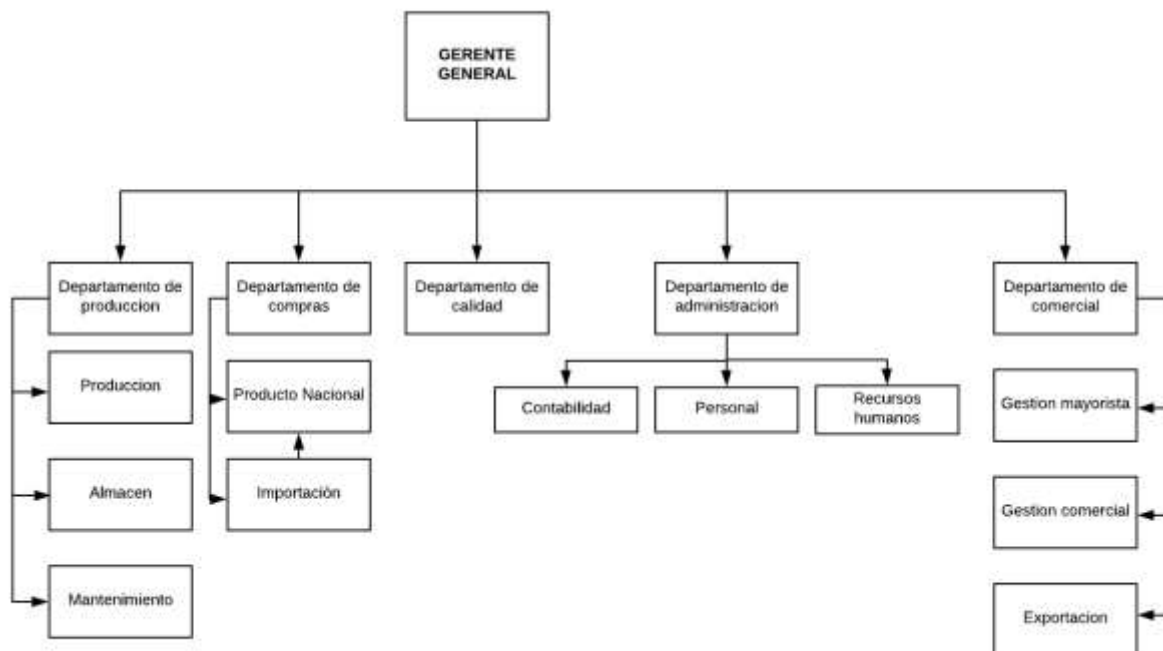 GERENTE
GENERAL
Departamento de
produccion
Departamento de
compras
Departamento de
calidad
Departamento de
administracion
Departamento de
comercial
Produccion
Producto Nacional
Contabilidad
Personal
Recursos
humanos
Gestion mayorista
Almacen
Importaciòn
Gestion comercial
Mantenimiento
Exportacion